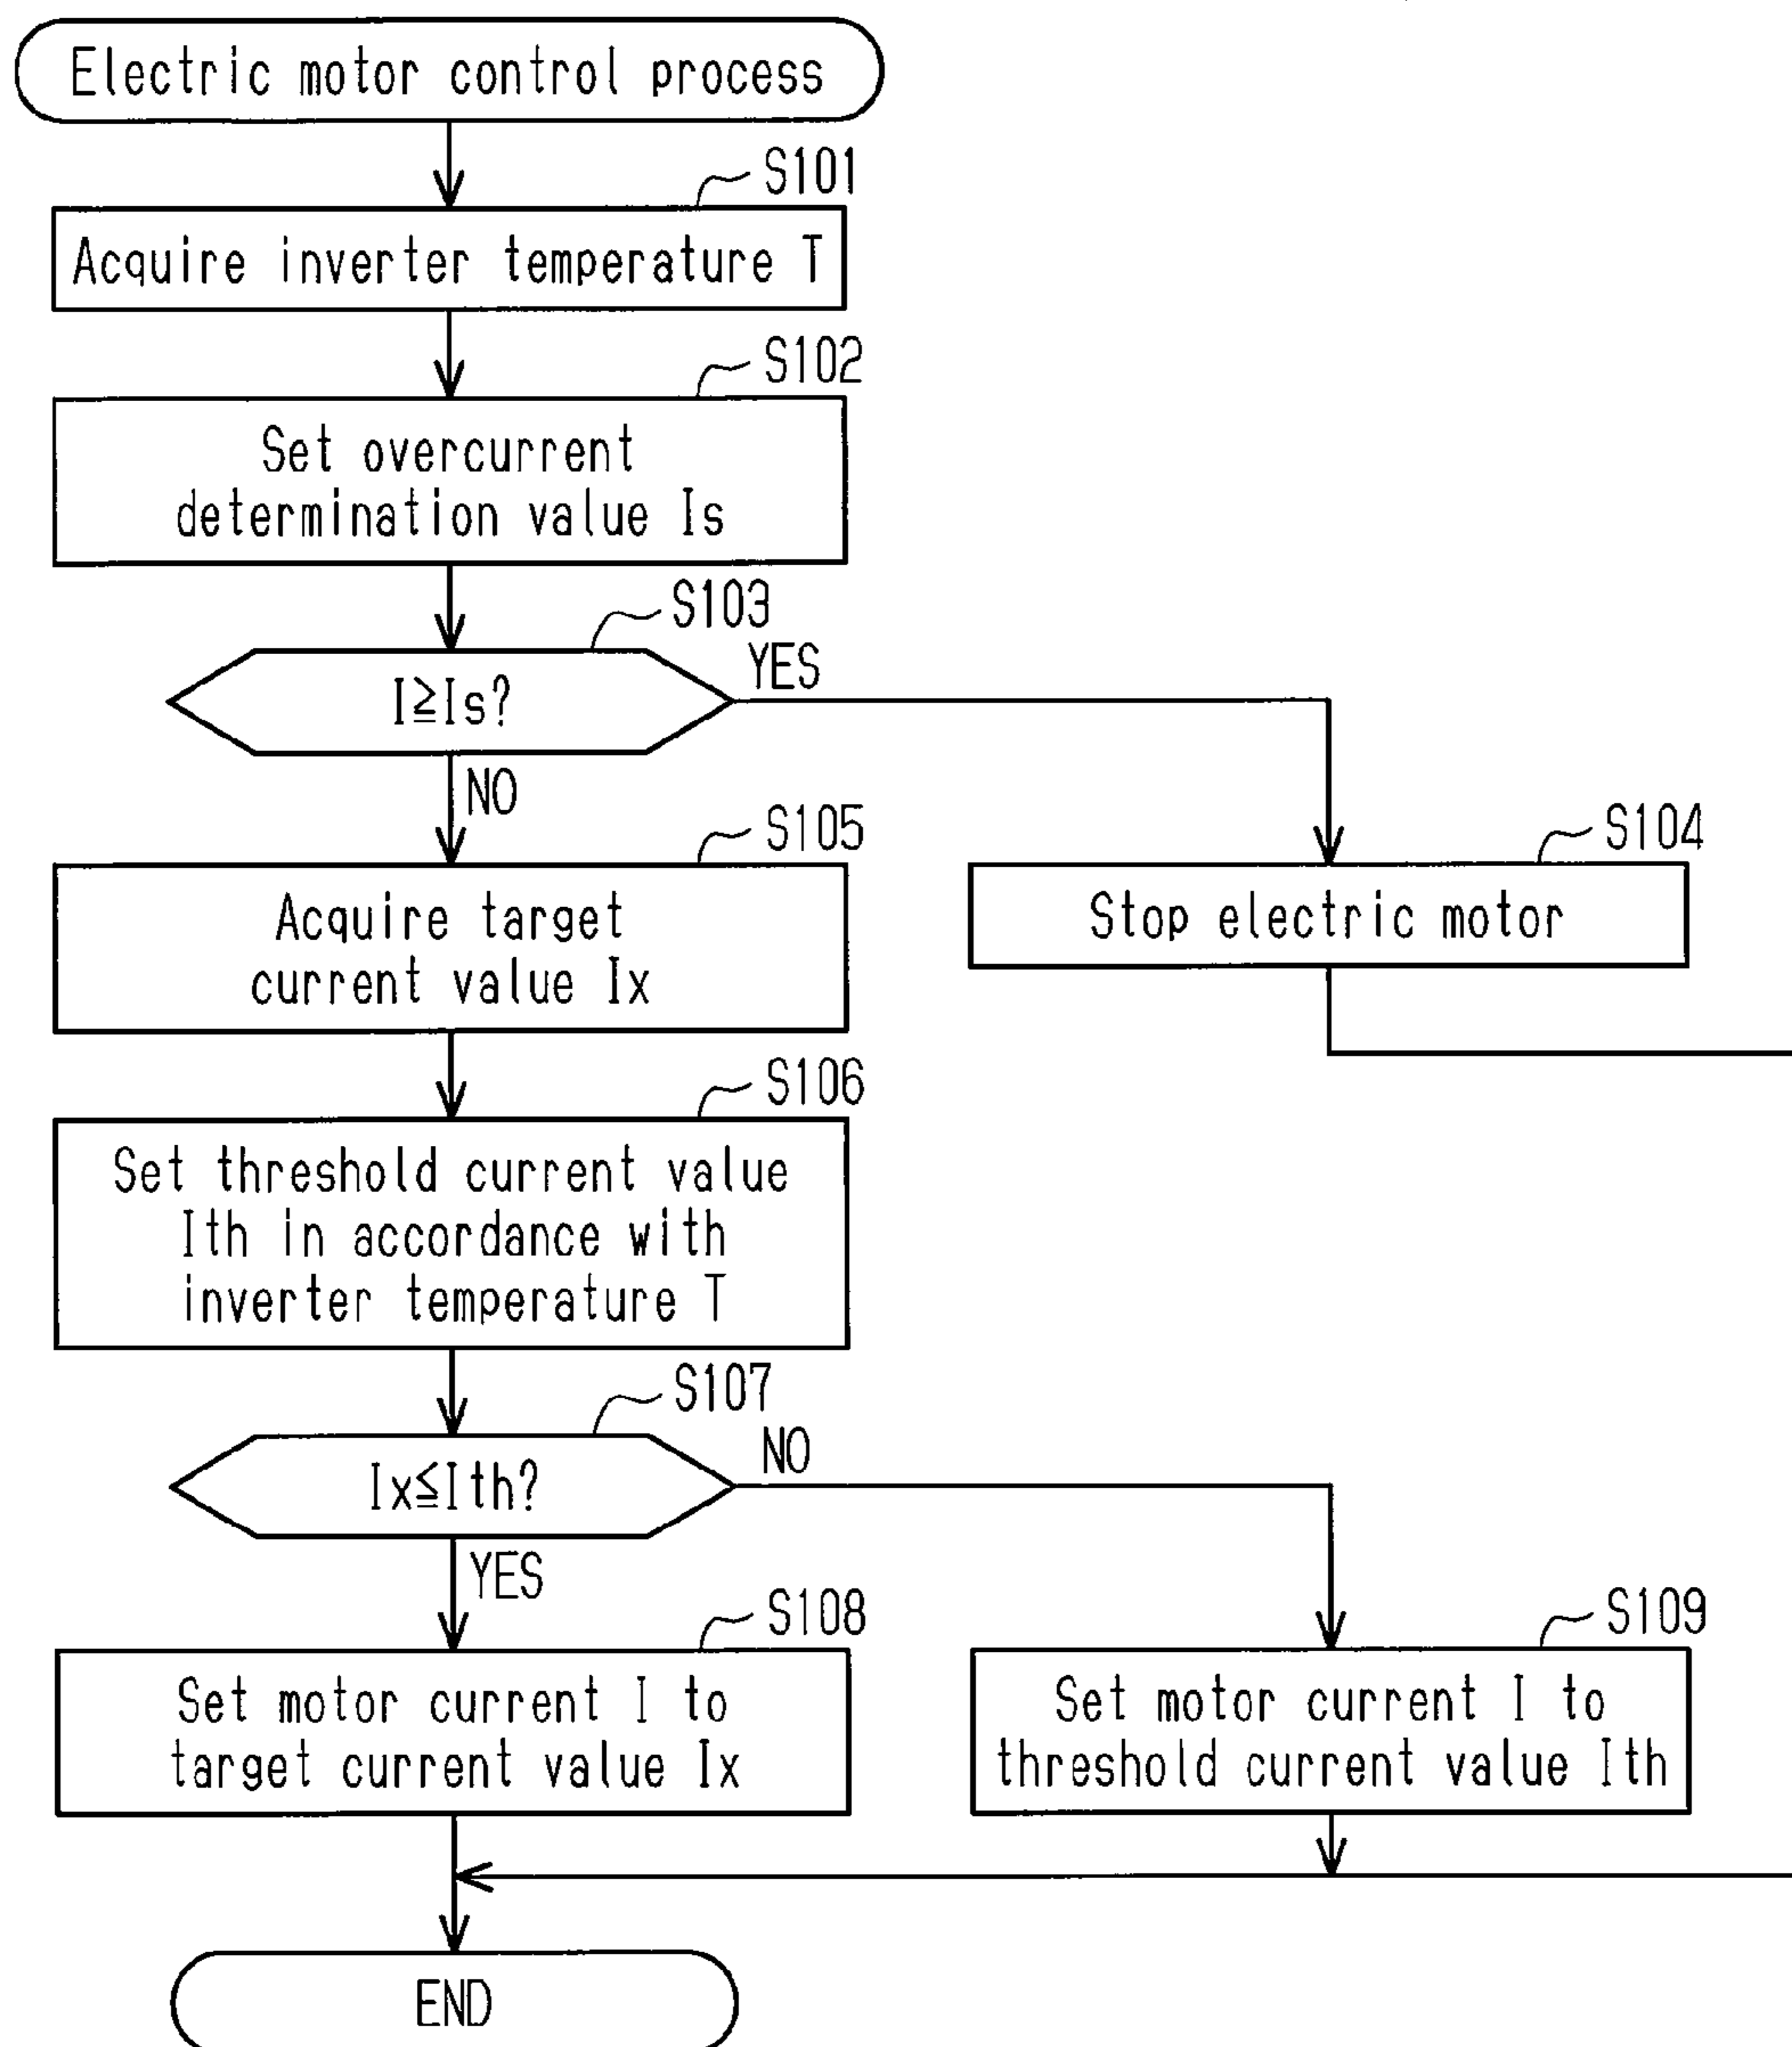 Electric motor control process
S101
Acquire inverter temperature T
S102
Set overcurrent
determination value Is
S103
I≧Is?
YES
NO
S105
Acquire target
current value Ix
S104
Stop electric motor
S106
Set threshold current value
Ith in accordance with
inverter temperature T
S107
Ix≦Ith?
NO
YES
S108
Set motor current I to
target current value Ix
S109
Set motor current I to
threshold current value Ith
END